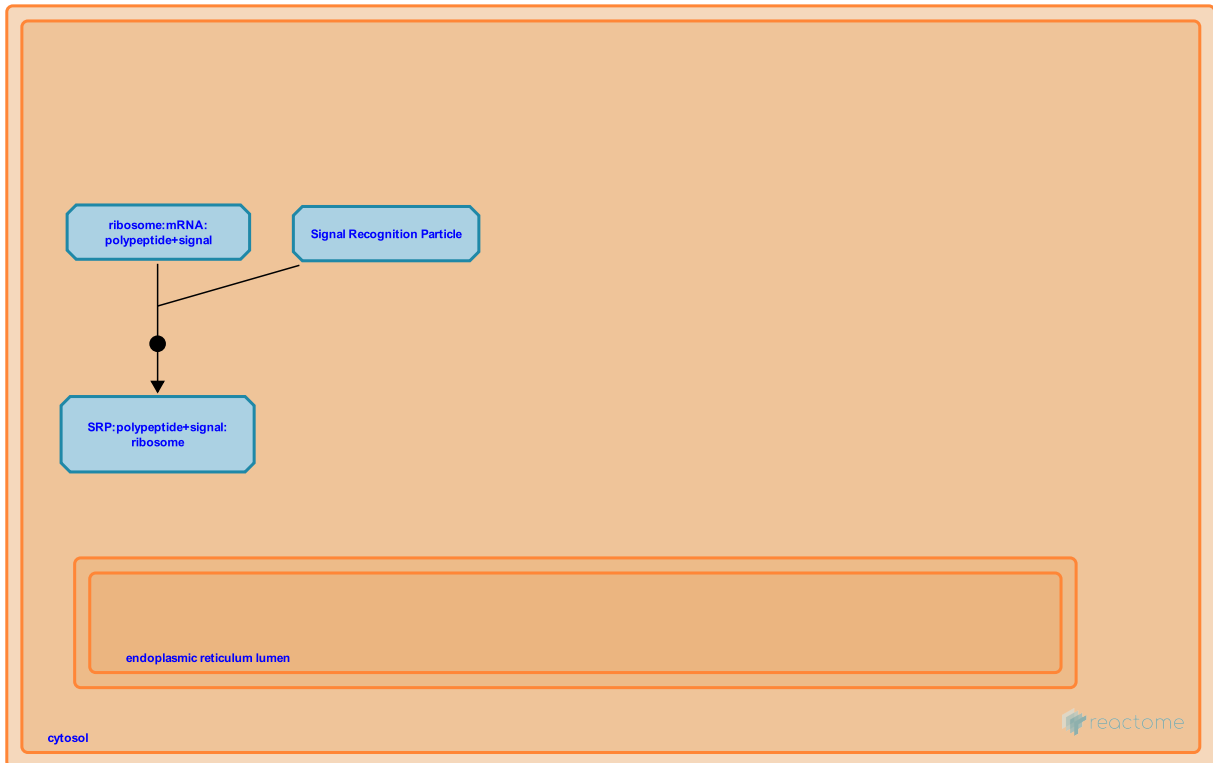 ribosome:mRNA:
polypeptide+signal
Signal Recognition Particle
SRP:polypeptide+signal:
ribosome
endoplasmic reticulum lumen
reactome
cytosol